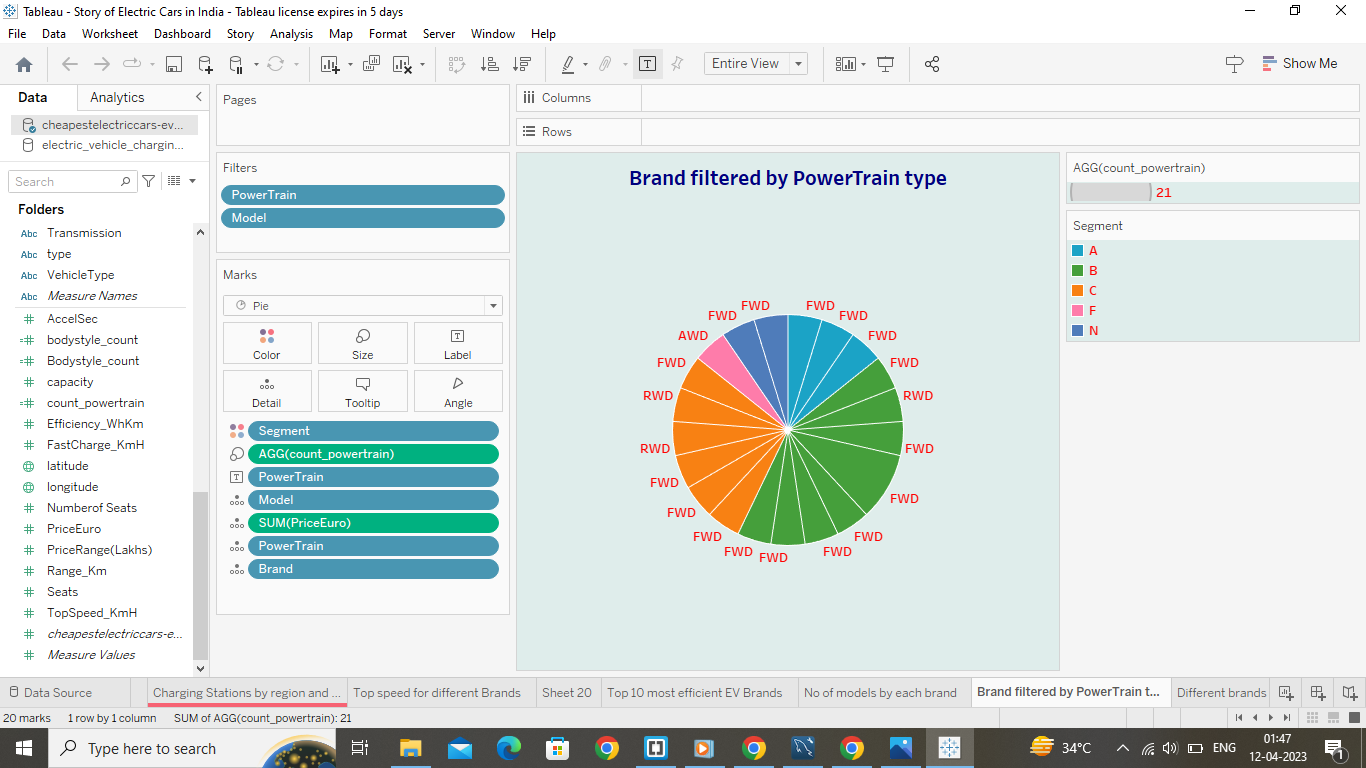 Tableau - Story of Electric Cars in India - Tableau license expires in 5 days
File Data Worksheet Dashboard Story Analysis Map Format Server Window Help
Entire View
Show Me
Data Analytics
cheapestelectriccars-ev...
electric_vehicle_chargin...
Search
Folders
Abc Transmission
Abc type
Abc VehicleType
Abc Measure Names
AccelSec
bodystyle_count
Bodystyle_count
capacity
count_powertrain
Efficiency_WhKm
FastCharge_KmH
latitude
longitude
Numberof Seats
PriceEuro
PriceRange(Lakhs)
Range_Km
Seats
TopSpeed_KmH
cheapestelectriccars-e...
Measure Values
Pages
Filters
PowerTrain
Model
Marks
Pie
Color Size Label
Detail Tooltip Angle
Segment
AGG(count_powertrain)
PowerTrain
Model
SUM(PriceEuro)
PowerTrain
Brand
Columns
Rows
Brand filtered by PowerTrain type
FWD
FWD
FWD
FWD
RWD
FWD
FWD
FWD
FWD
FWD
FWD
FWD
FWD
FWD
RWD
RWD
FWD
AWD
FWD
FWD
AGG(count_powertrain)
21
Segment
A
B
C
F
N
Data Source Charging Stations by region and ... Top speed for different Brands Sheet 20 Top 10 most efficient EV Brands No of models by each brand Brand filtered by PowerTrain t... Different brands
20 marks 1 row by 1 column SUM of AGG(count_powertrain): 21
Type here to search
34°C
ENG
01:47
12-04-2023
1